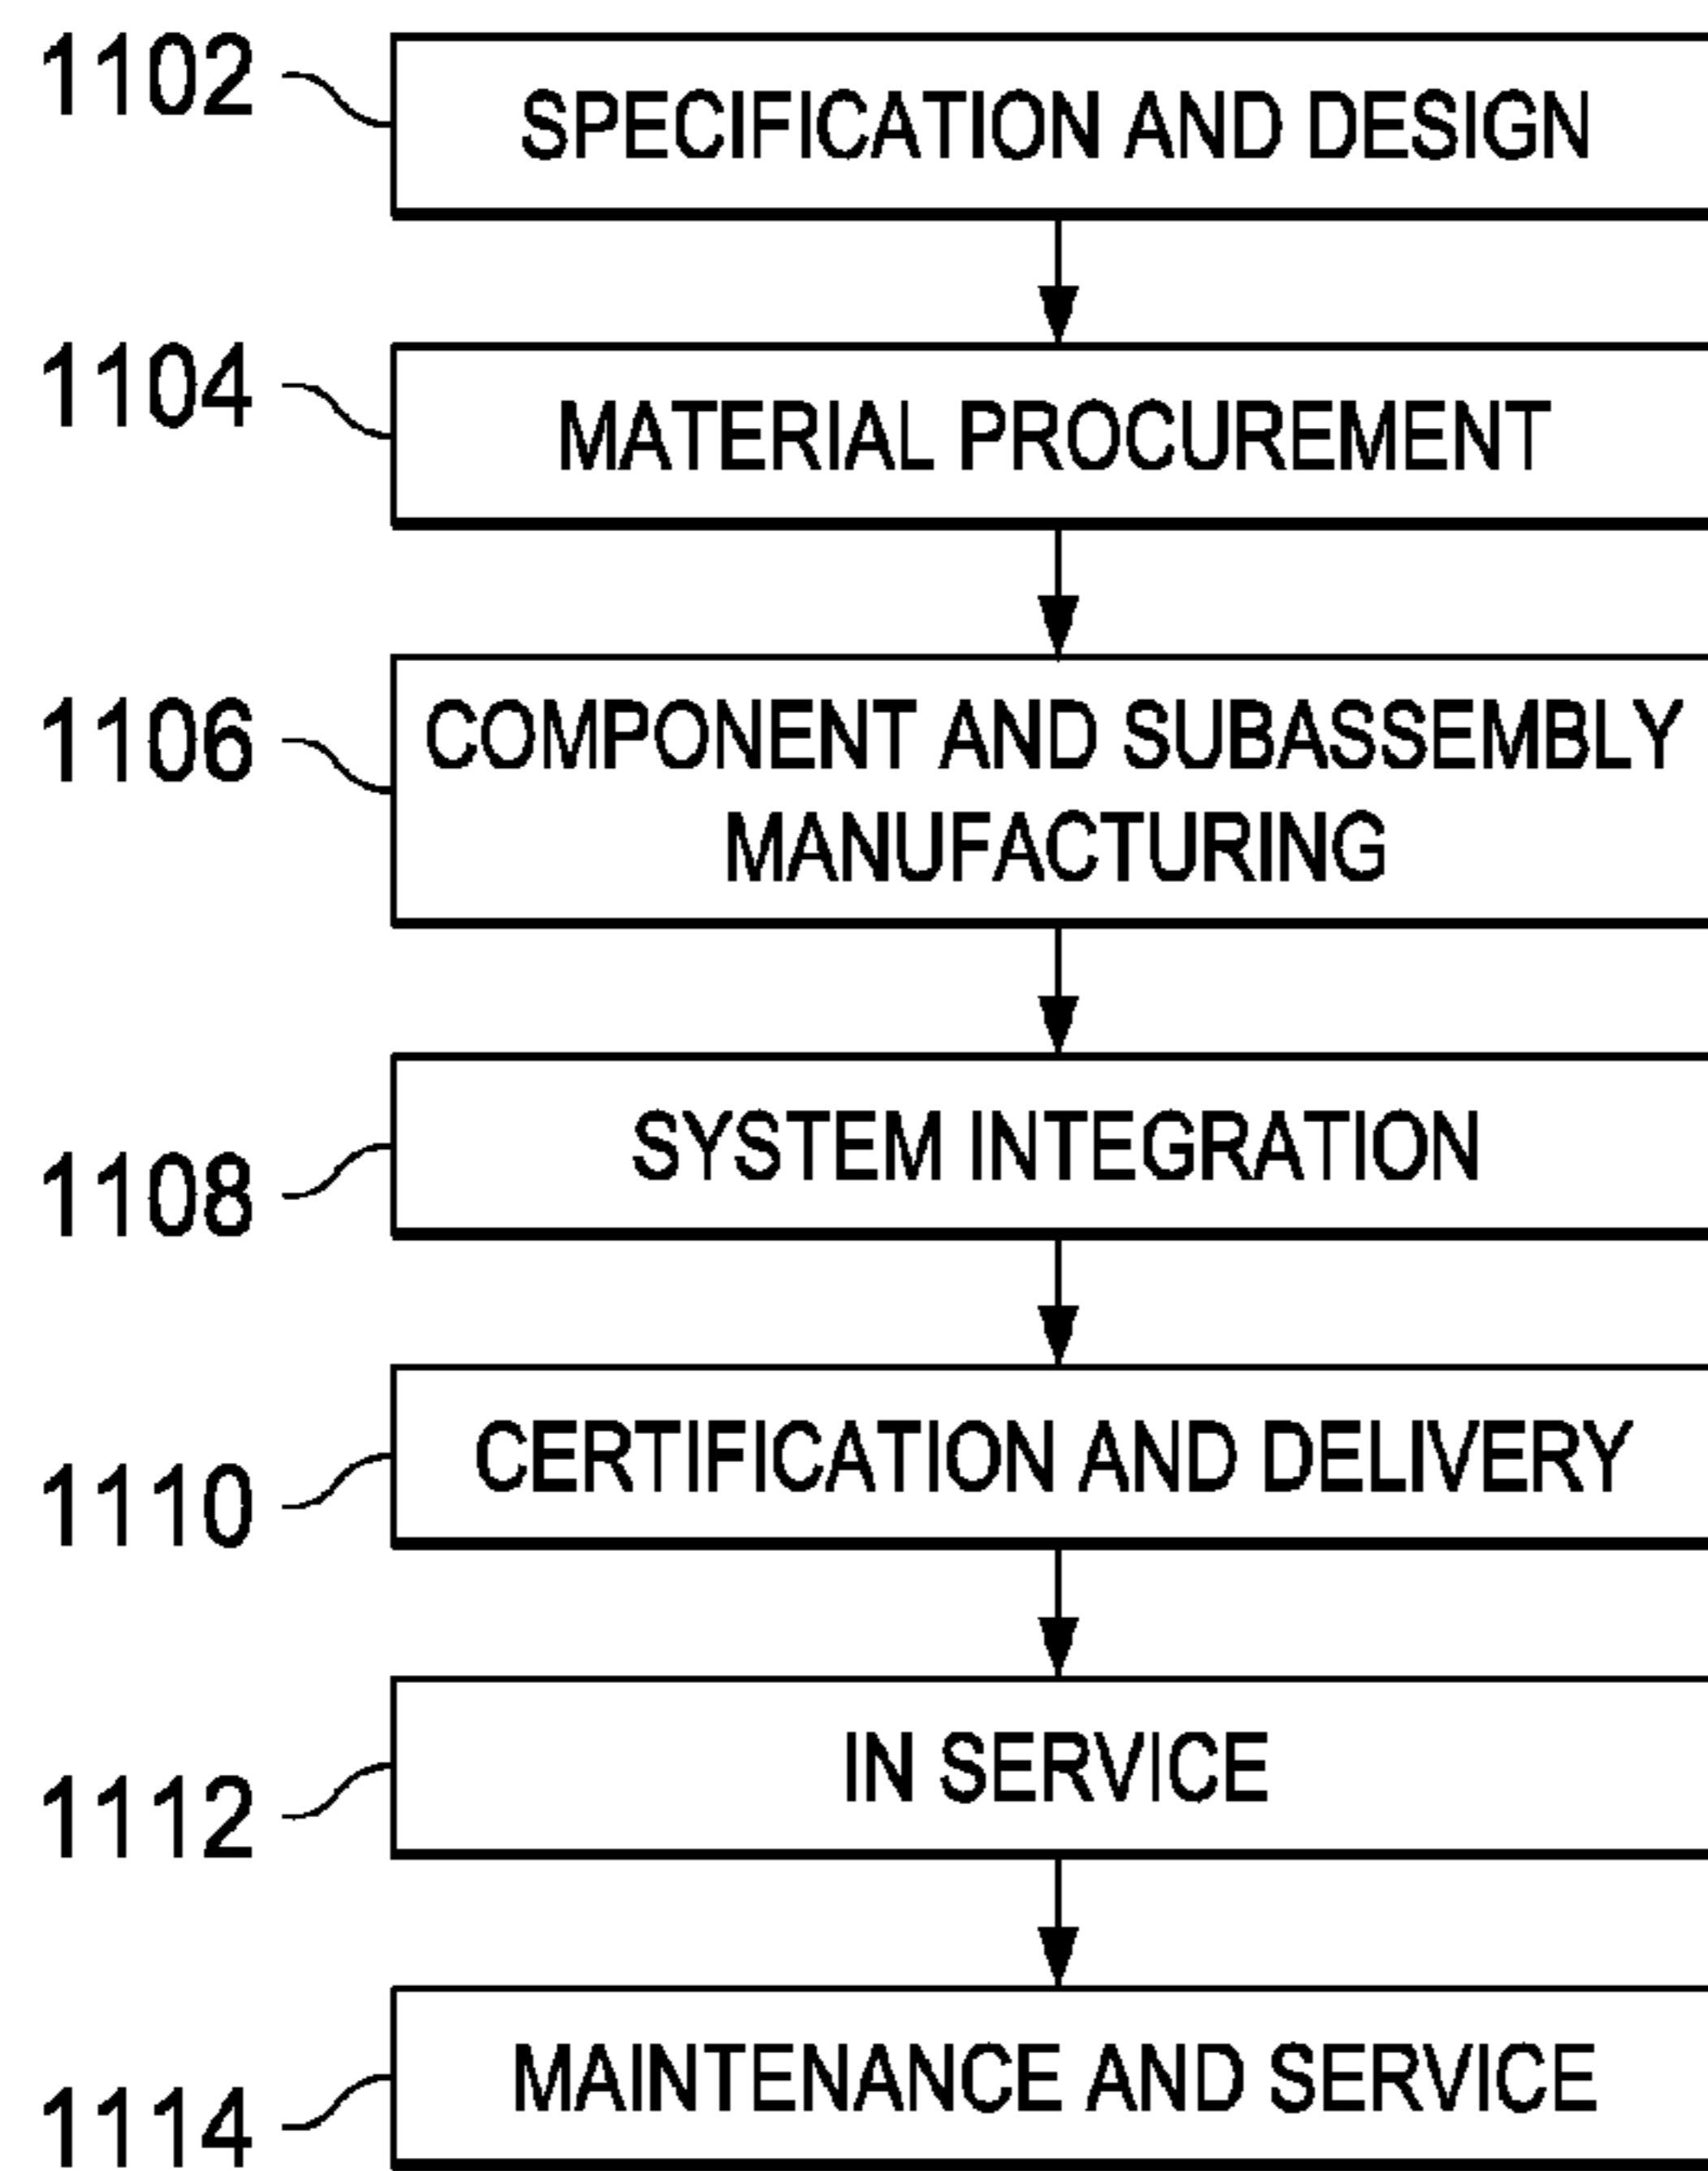 1102
SPECIFICATION AND DESIGN
1104
MATERIAL PROCUREMENT
1106
COMPONENT AND SUBASSEMBLY
MANUFACTURING
1108
SYSTEM INTEGRATION
1110
CERTIFICATION AND DELIVERY
1112
IN SERVICE
1114
MAINTENANCE AND SERVICE